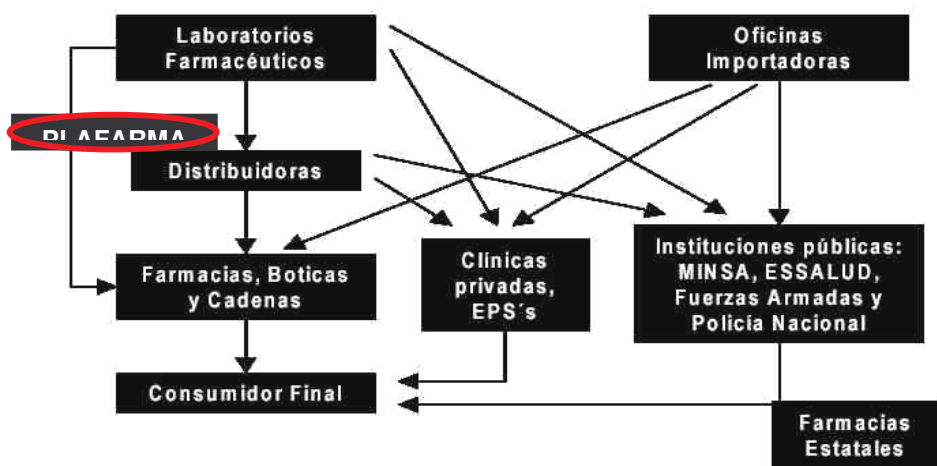 Laboratorios
Farmacéuticos
Oficinas
Importadoras
PLAFARMA
Distribuidoras
Farmacias, Boticas
y Cadenas
Clínicas
privadas,
EPS´s
Instituciones públicas:
MINSA, ESSALUD,
Fuerzas Armadas y
Policía Nacional
Consumidor Final
Farmacias
Estatales